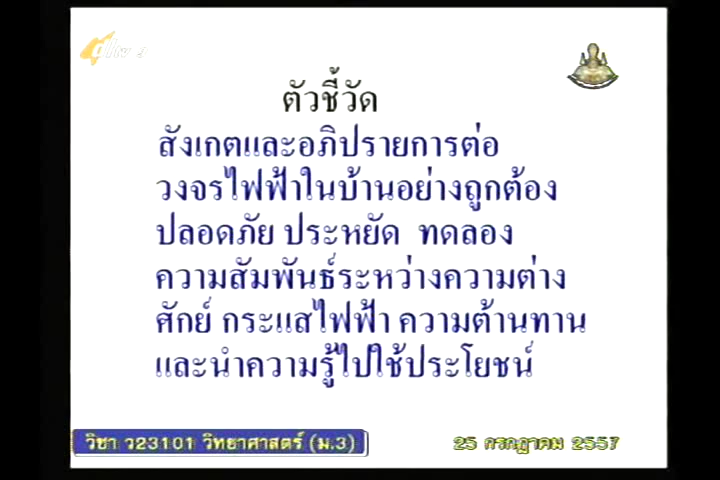 ตัวชี้วัด
สังเกตและอภิปรายการต่อ
วงจรไฟฟ้าในบ้านอย่างถูกต้อง
ปลอดภัย ประหยัด ทดลอง
ความสัมพันธ์ระหว่างความต่าง
ศักย์ กระแสไฟฟ้า ความต้านทาน
และนำความรู้ไปใช้ประโยชน์
วิชา ว23101 วิทยาศาสตร์ (ม.3)
25 กรกฎาคม 2557